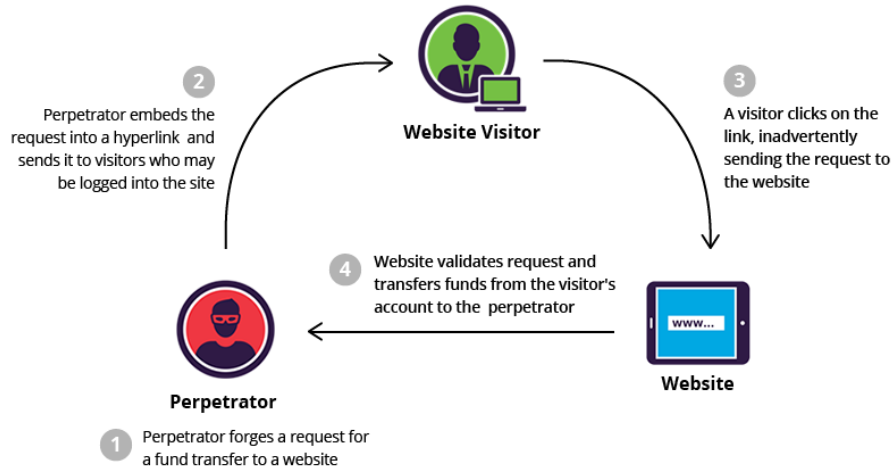 2
Perpetrator embeds the
request into a hyperlink and
sends it to visitors who may
be logged into the site
Website Visitor
3
A visitor clicks on the
link, inadvertently
sending the request to
the website
4
Website validates request and
transfers funds from the visitor's
account to the perpetrator
www...
Website
Perpetrator
1
Perpetrator forges a request for
a fund transfer to a website